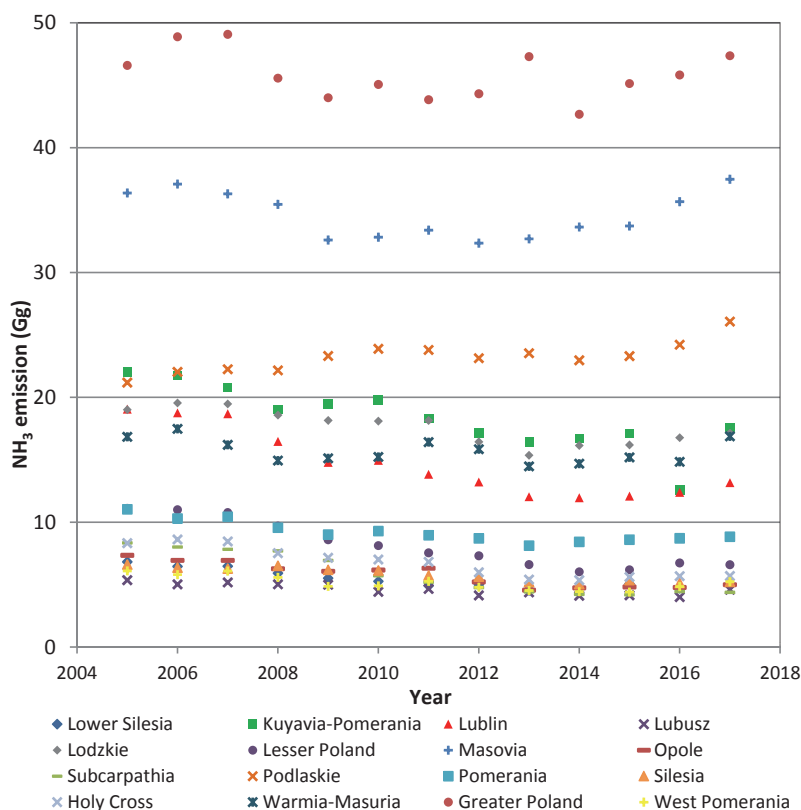 50
40
30
20
10
0
NH₃ emission (Gg)
2004 2006 2008 2010 2012 2014 2016 2018
Year
Lower Silesia Kuyavia-Pomerania Lublin Lubusz
Lodzkie Lesser Poland Masovia Opole
Subcarpathia Podlaskie Pomerania Silesia
Holy Cross Warmia-Masuria Greater Poland West Pomerania